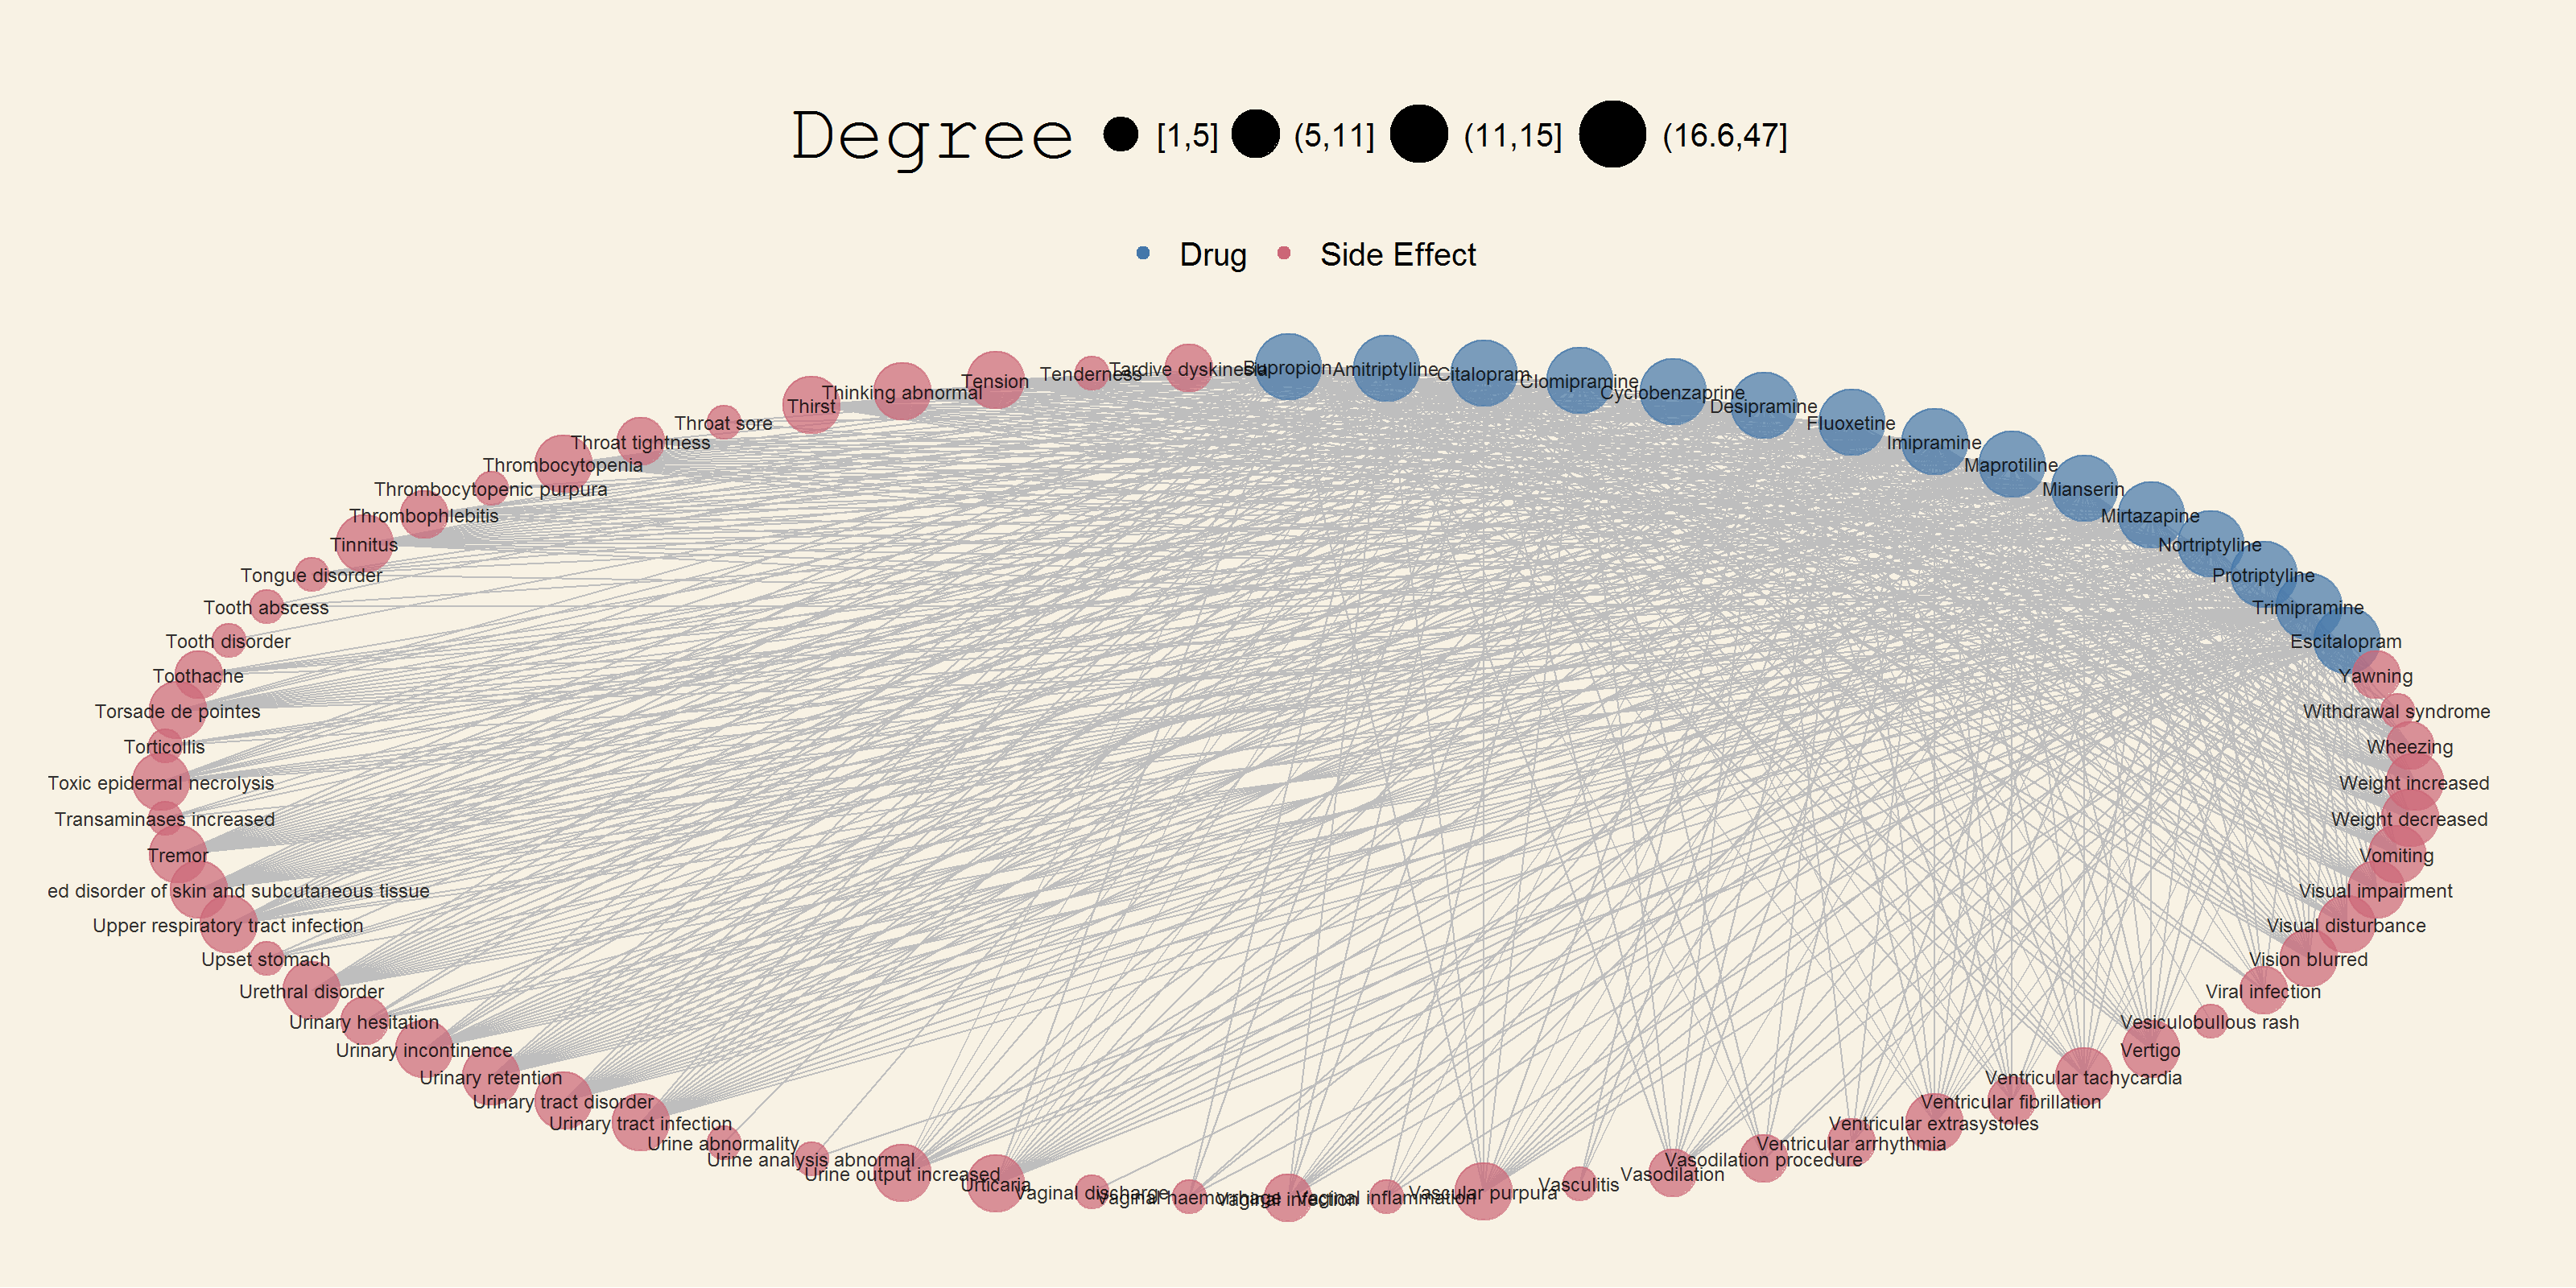 Degree [1,5] (5,11] (11,15] (16.6,47]
Drug Side Effect
Bupropion
Amitriptyline
Citalopram
Clomipramine
Cyclobenzaprine
Desipramine
Fluoxetine
Imipramine
Maprotiline
Mianserin
Mirtazapine
Nortriptyline
Protriptyline
Trimipramine
Escitalopram
Yawning
Withdrawal syndrome
Wheezing
Weight increased
Weight decreased
Vomiting
Visual impairment
Visual disturbance
Vision blurred
Viral infection
Vesiculobullous rash
Vertigo
Ventricular tachycardia
Ventricular fibrillation
Ventricular extrasystoles
Ventricular arrhythmia
Vasodilation procedure
Vasodilation
Vasculitis
Vascular purpura
Vaginal inflammation
Vaginal infection
Vaginal haemorrhage
Vaginal discharge
Urticaria
Urine output increased
Urine analysis abnormal
Urine abnormality
Urinary tract infection
Urinary tract disorder
Urinary retention
Urinary incontinence
Urinary hesitation
Urethral disorder
Upset stomach
Upper respiratory tract infection
ed disorder of skin and subcutaneous tissue
Tremor
Transaminases increased
Toxic epidermal necrolysis
Torticollis
Torsade de pointes
Toothache
Tooth disorder
Tooth abscess
Tongue disorder
Tinnitus
Thrombophlebitis
Thrombocytopenic purpura
Thrombocytopenia
Throat tightness
Throat sore
Thirst
Thinking abnormal
Tension
Tenderness
Tardive dyskinesia